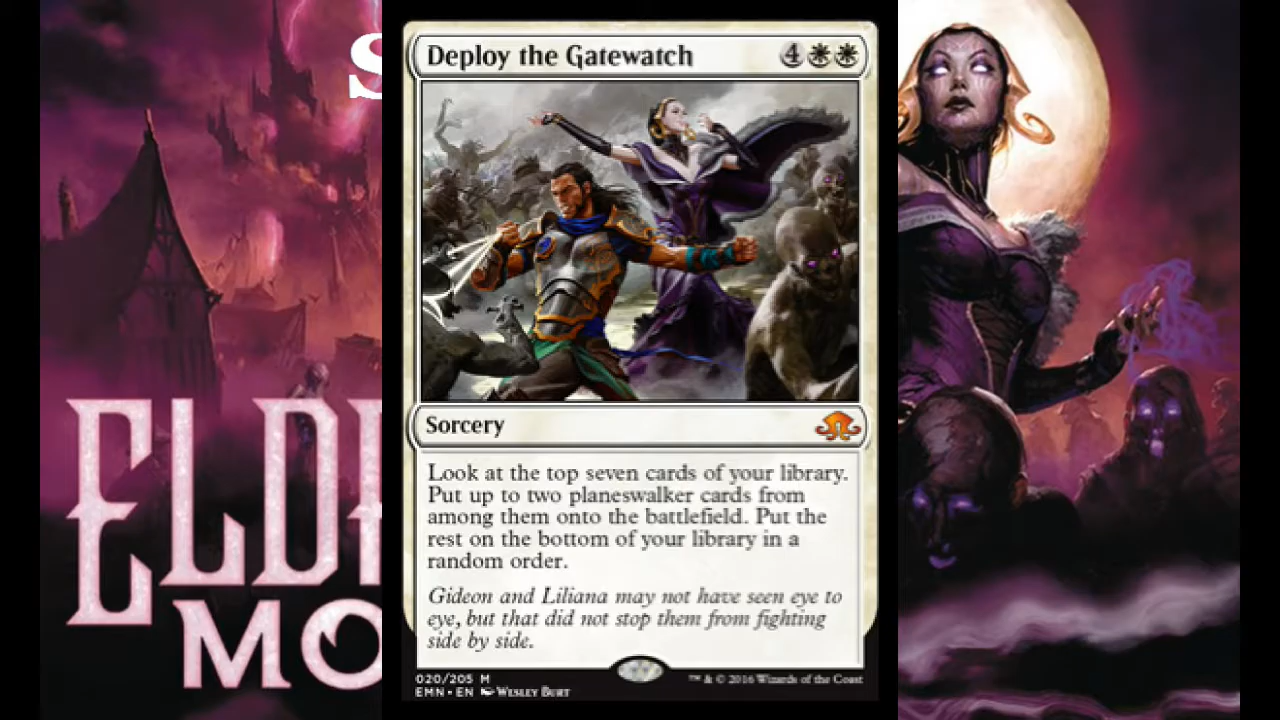 S
Deploy the Gatewatch 4
Sorcery
Look at the top seven cards of your library.
Put up to two planeswalker cards from
among them onto the battlefield. Put the
rest on the bottom of your library in a
random order.
Gideon and Liliana may not have seen eye to
eye, but that did not stop them from fighting
side by side.
020/205 M
EMN • EN Wesley Burt
™ & © 2016 Wizards of the Coast
ELD
MO